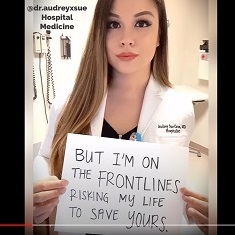 @dr.audreyxsue
Hospital
Medicine
BUT I'M ON
THE FRONTLINES
RISKING MY LIFE
TO SAVE YOURS.